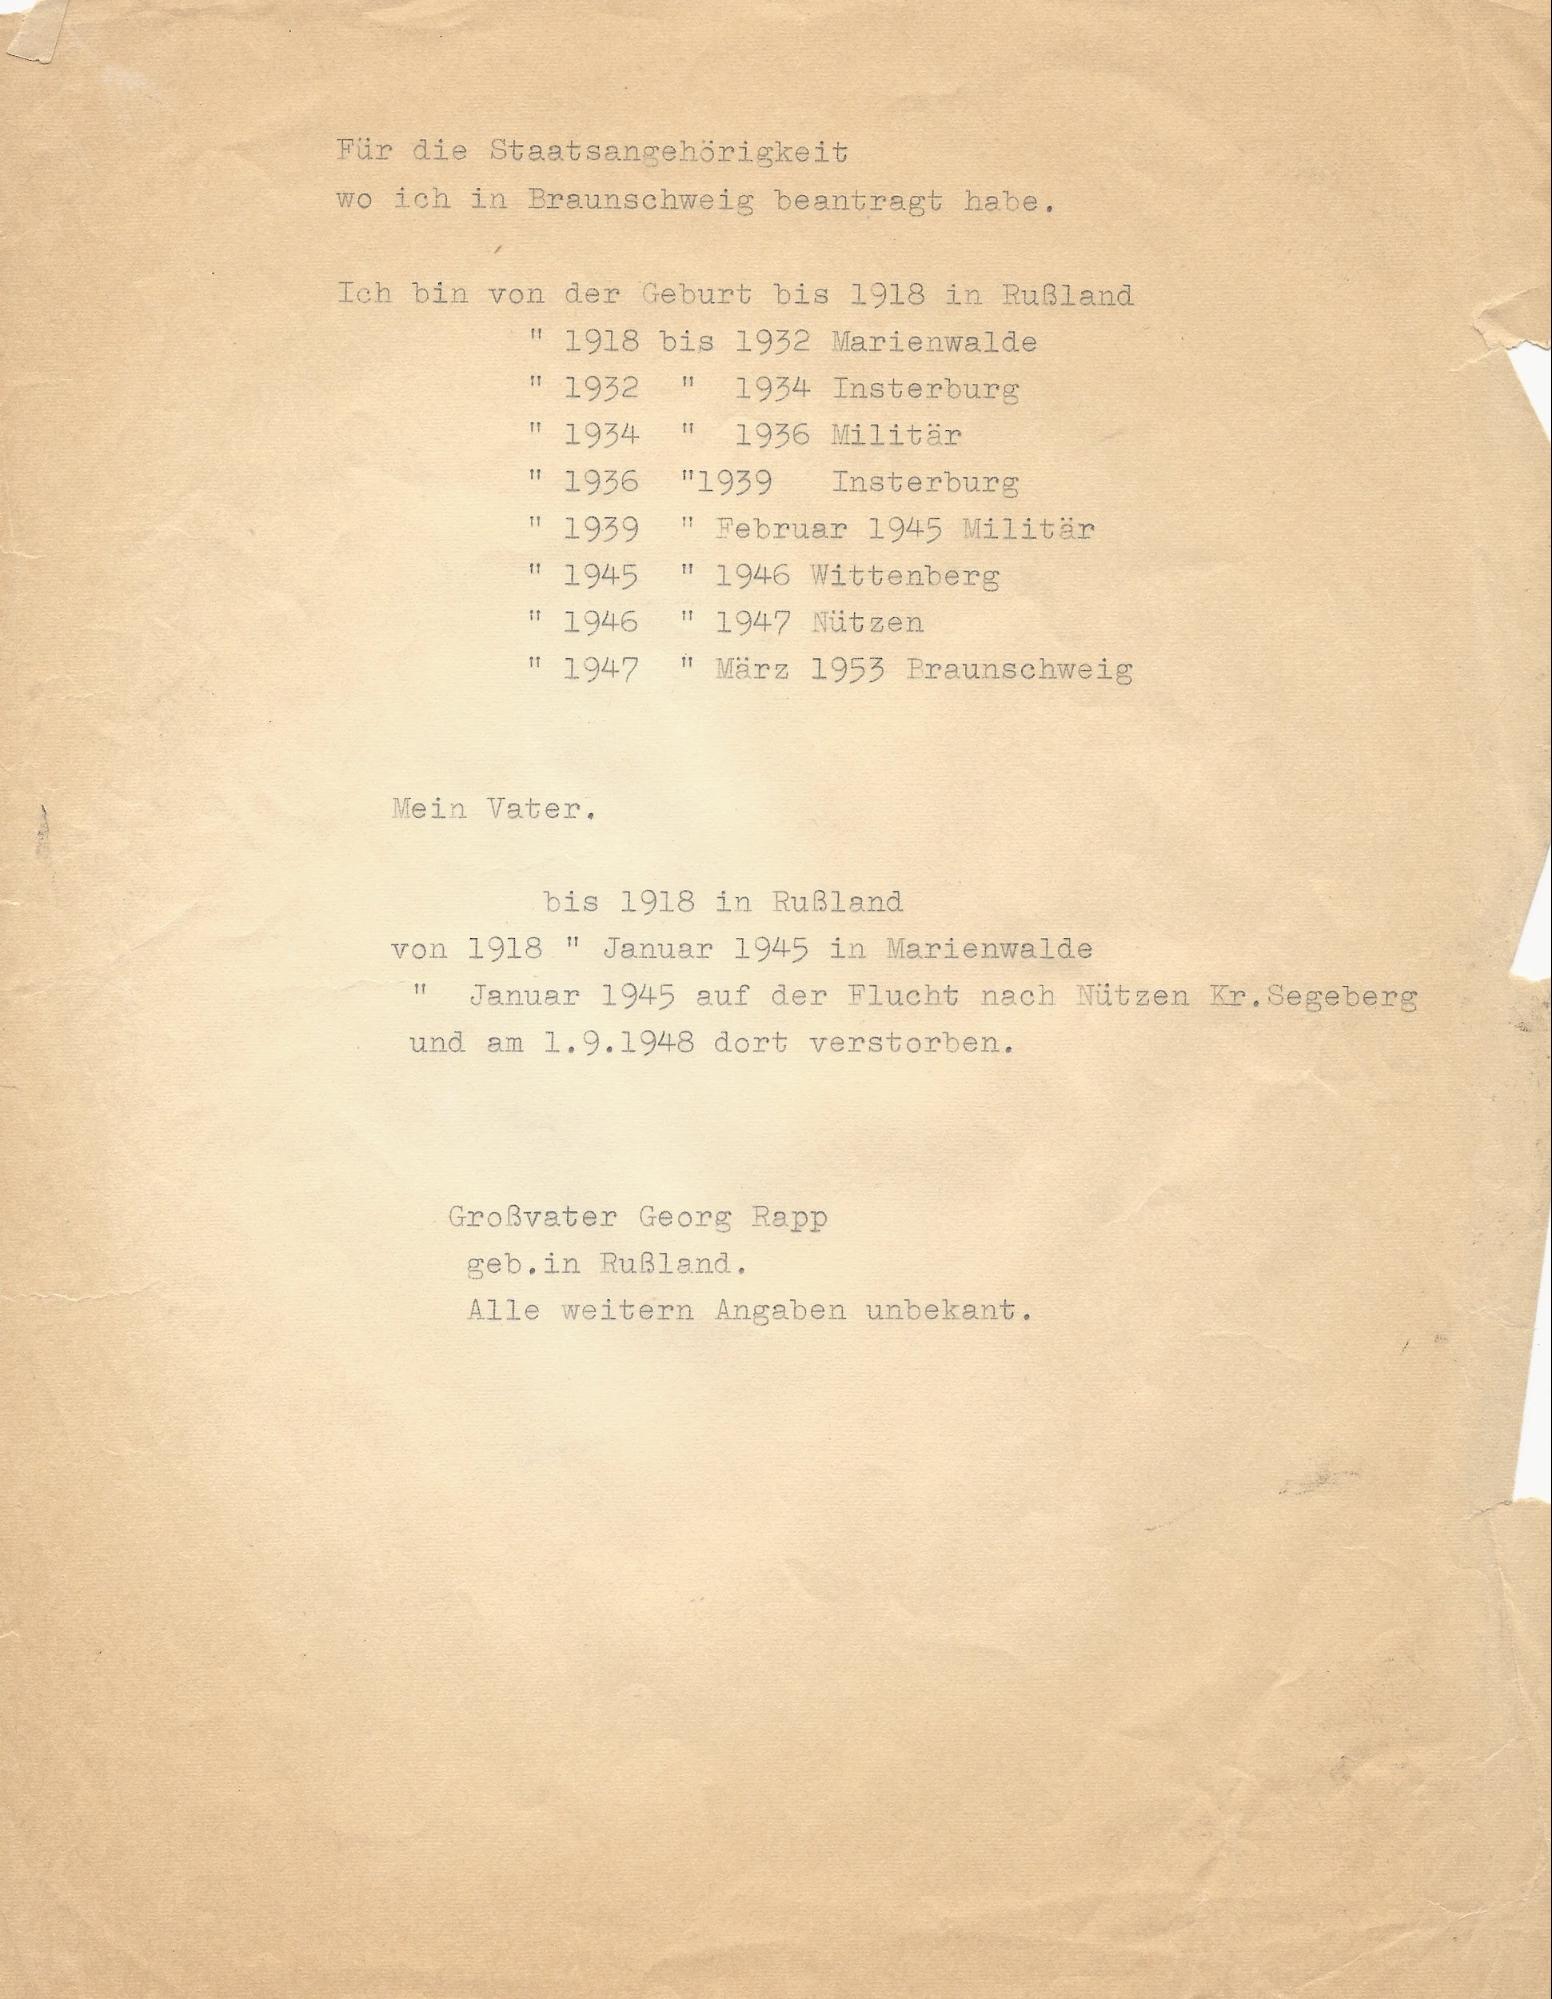 Für die Staatsangehörigkeit
wo ich in Braunschweig beantragt habe.
Ich bin von der Geburt bis 1918 in Rußland
" 1918 bis 1932 Marienwalde
" 1932 " 1934 Insterburg
" 1934 " 1936 Militär
" 1936 "1939 Insterburg
" 1939 " Februar 1945 Militär
" 1945 " 1946 Wittenberg
" 1946 " 1947 Nützen
" 1947 " März 1953 Braunschweig
Mein Vater.
bis 1918 in Rußland
von 1918 " Januar 1945 in Marienwalde
" Januar 1945 auf der Flucht nach Nützen Kr.Segeberg
und am 1.9.1948 dort verstorben.
Großvater Georg Rapp
geb.in Rußland.
Alle weitern Angaben unbekant.